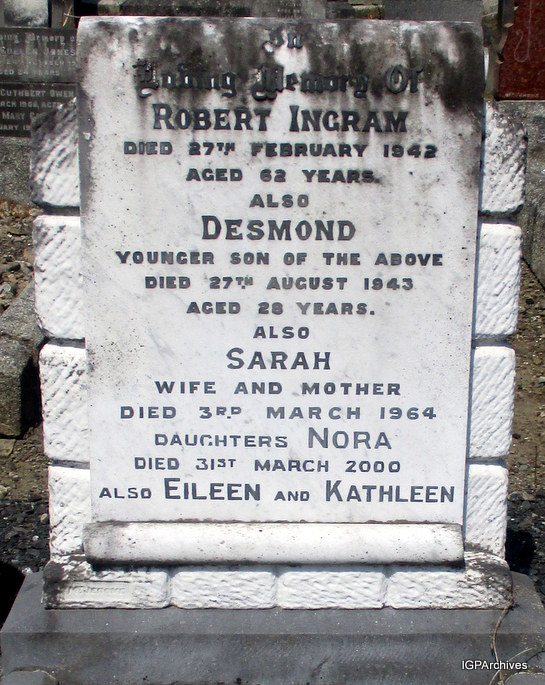 In
Loving Memory Of
ROBERT INGRAM
DIED 27TH FEBRUARY 1942
AGED 62 YEARS.
ALSO
DESMOND
YOUNGER SON OF THE ABOVE
DIED 27TH AUGUST 1943
AGED 28 YEARS.
ALSO
SARAH
WIFE AND MOTHER
DIED 3RD MARCH 1964
DAUGHTERS NORA
DIED 31ST MARCH 2000
ALSO EILEEN AND KATHLEEN
CUTHBERT OWEN
IGPArchives